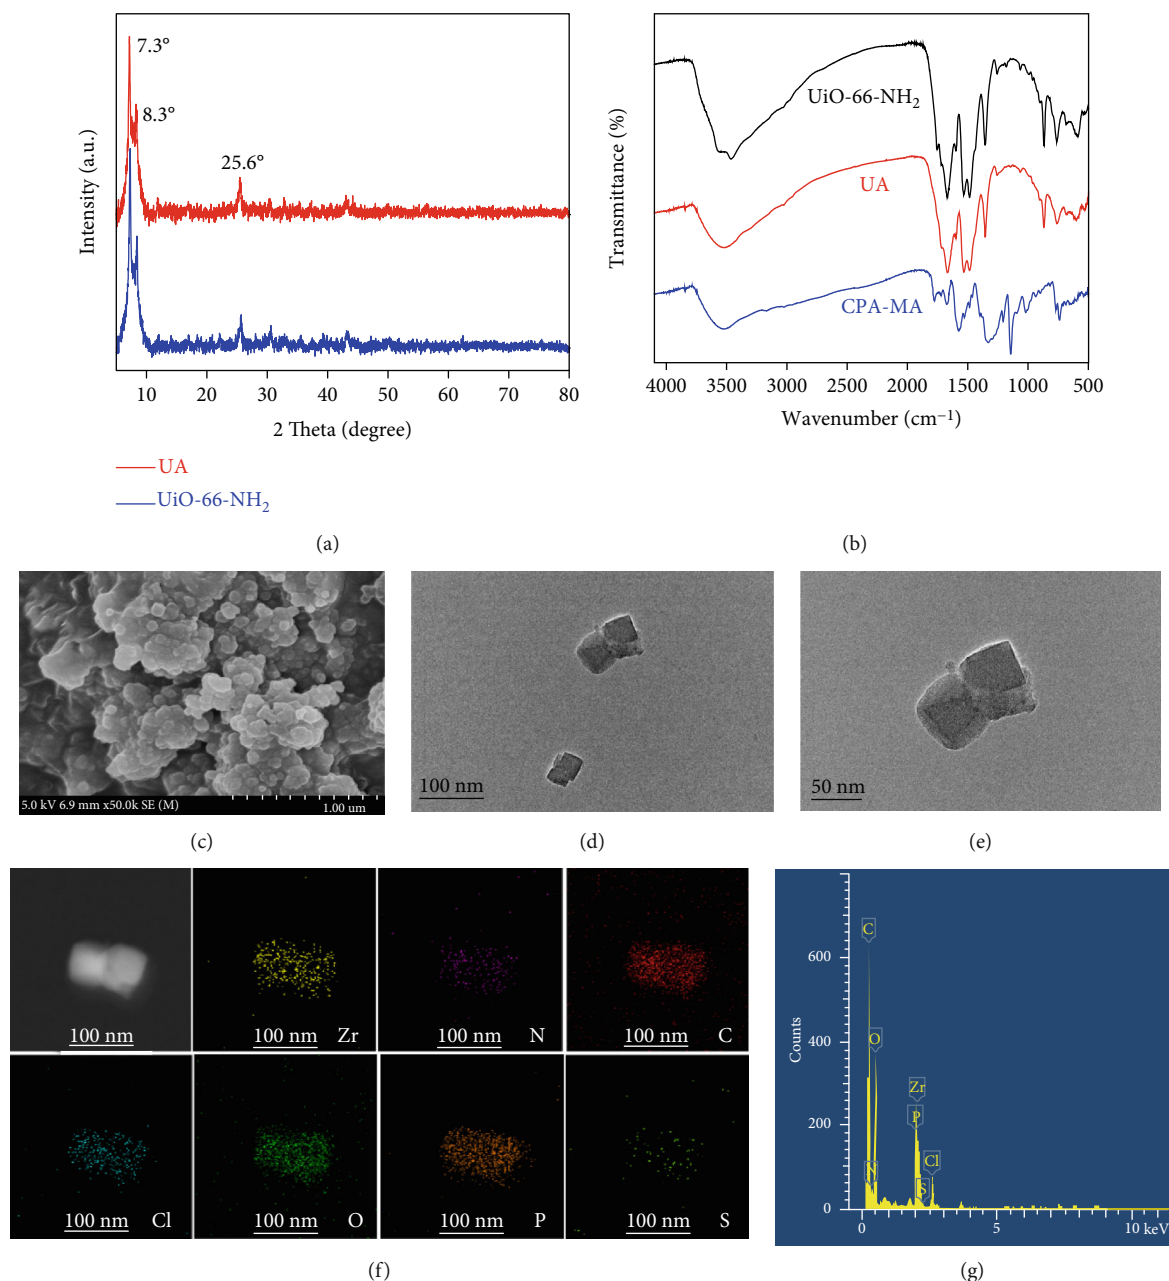 7.3°
8.3°
25.6°
Intensity (a.u.)
10 20 30 40 50 60 70 80
2 Theta (degree)
UA
UiO-66-NH₂
(a)
UiO-66-NH₂
UA
CPA-MA
Transmittance (%)
4000 3500 3000 2500 2000 1500 1000 500
Wavenumber (cm⁻¹)
(b)
5.0 kV 6.9 mm x50.0k SE (M)
1.00 um
(c)
100 nm
(d)
50 nm
(e)
100 nm
100 nm Zr
100 nm N
100 nm C
100 nm Cl
100 nm O
100 nm P
100 nm S
(f)
C
O
Zr
P
N
S
Cl
Counts
600
400
200
0
0 5 10 keV
(g)